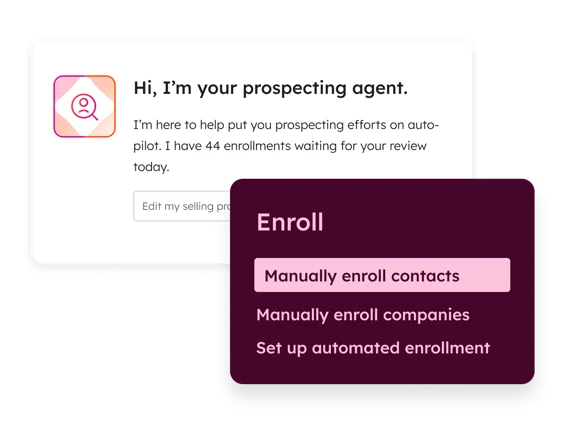 Hi, I'm your prospecting agent.
I'm here to help put you prospecting efforts on auto-
pilot. I have 44 enrollments waiting for your review
today.
Edit my selling
Enroll
Manually enroll contacts
Manually enroll companies
Set up automated enrollment